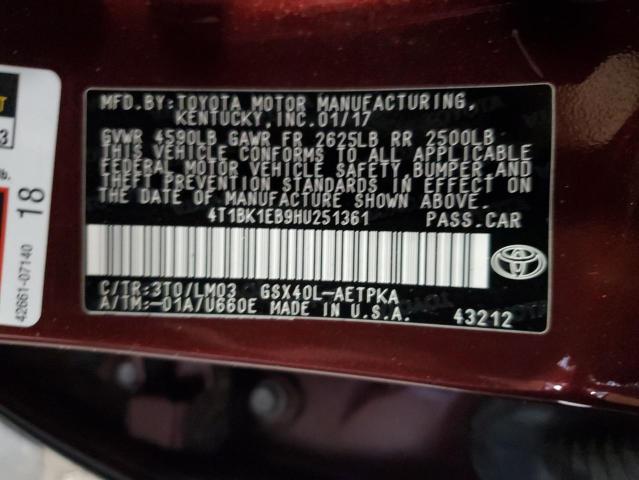 MFD.BY:TOYOTA MOTOR MANUFACTURING,
KENTUCKY,INC.01/17
GVWR 4590LB GAWR FR 2625LB RR 2500LB
THIS VEHICLE CONFORMS TO ALL APPLICABLE
FEDERAL MOTOR VEHICLE SAFETY, BUMPER,AND
THEFT PREVENTION STANDARDS IN EFFECT ON
THE DATE OF MANUFACTURE SHOWN ABOVE.
4T1BK1EB9HU251361 PASS.CAR
C/TR:3T0/LM03 GSX40L-AETPKA
A/TM:-01A/U660E MADE IN U.S.A. 43212
42661-07140
18